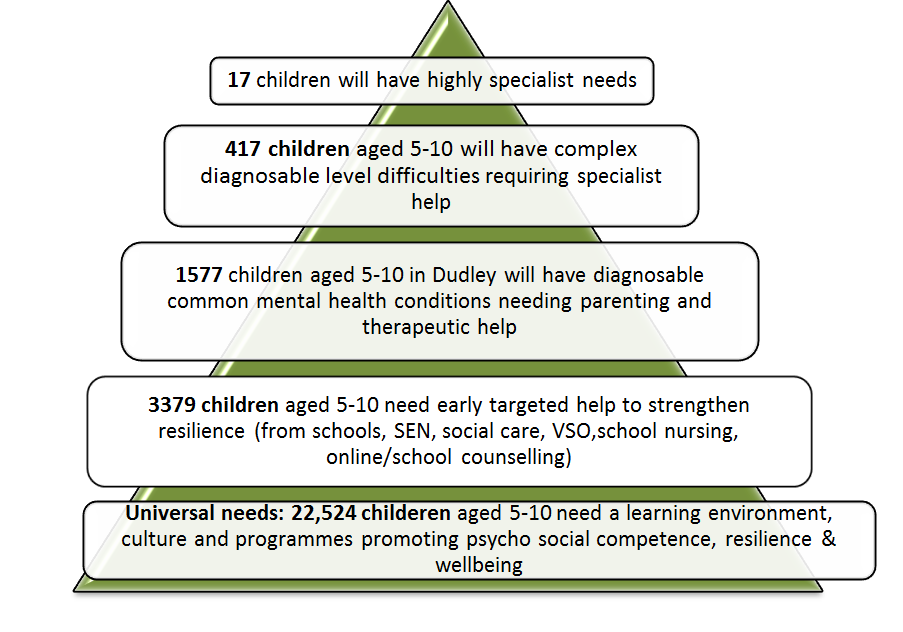 17 children will have highly specialist needs
417 children aged 5-10 will have complex
diagnosable level difficulties requiring specialist
help
1577 children aged 5-10 in Dudley will have diagnosable
common mental health conditions needing parenting and
therapeutic help
3379 children aged 5-10 need early targeted help to strengthen
resilience (from schools, SEN, social care, VSO,school nursing,
online/school counselling)
Universal needs: 22,524 childeren aged 5-10 need a learning environment,
culture and programmes promoting psycho social competence, resilience &
wellbeing